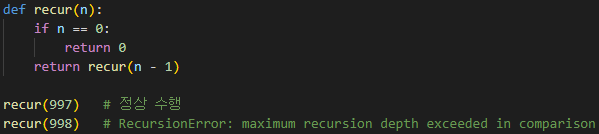 def recur(n):
    if n == 0:
        return 0
    return recur(n - 1)

recur(997)   # 정상 수행
recur(998)   # RecursionError: maximum recursion depth exceeded in comparison